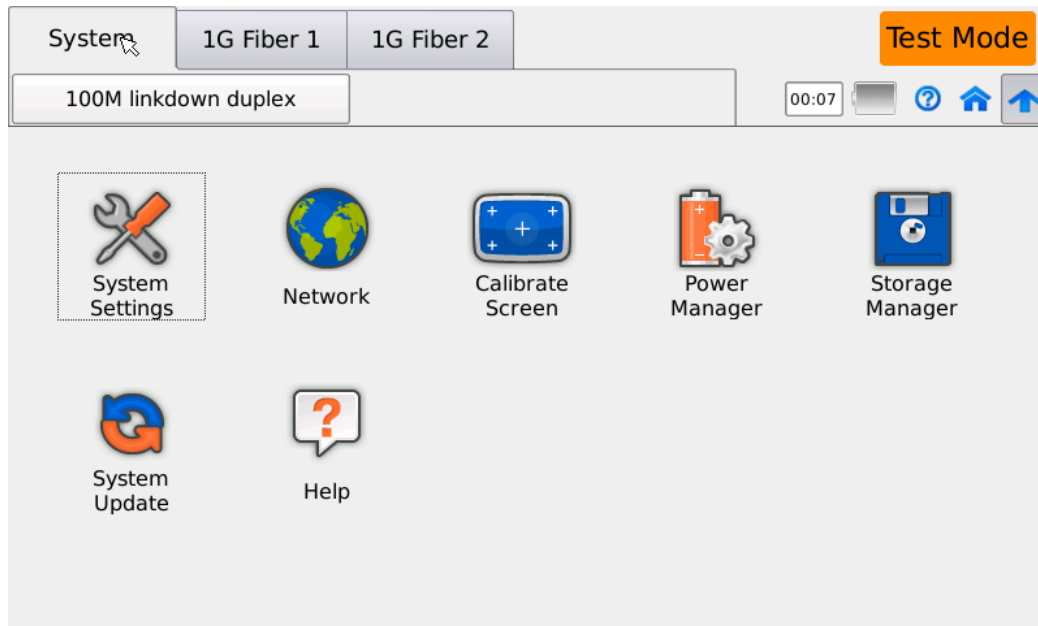 System
1G Fiber 1
1G Fiber 2
Test Mode
100M linkdown duplex
00:07
System
Settings
Network
Calibrate
Screen
Power
Manager
Storage
Manager
System
Update
Help